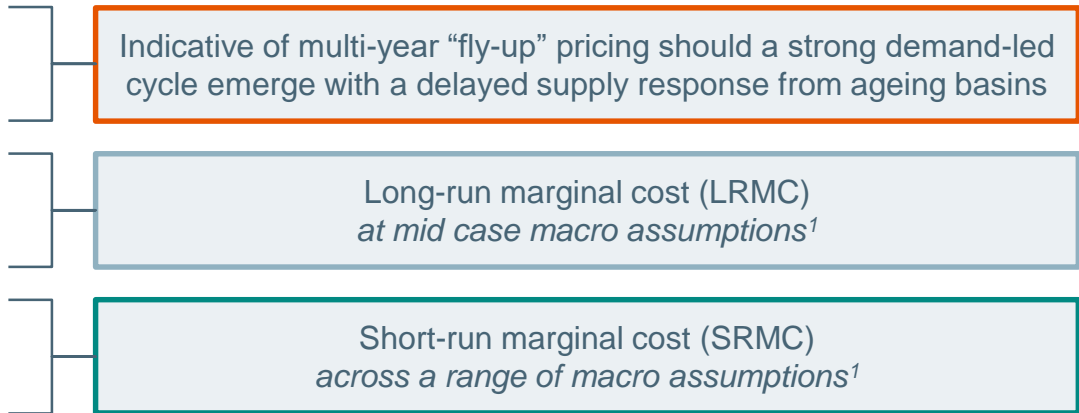 Indicative of multi-year “fly-up” pricing should a strong demand-led
cycle emerge with a delayed supply response from ageing basins
Long-run marginal cost (LRMC)
at mid case macro assumptions¹
Short-run marginal cost (SRMC)
across a range of macro assumptions¹